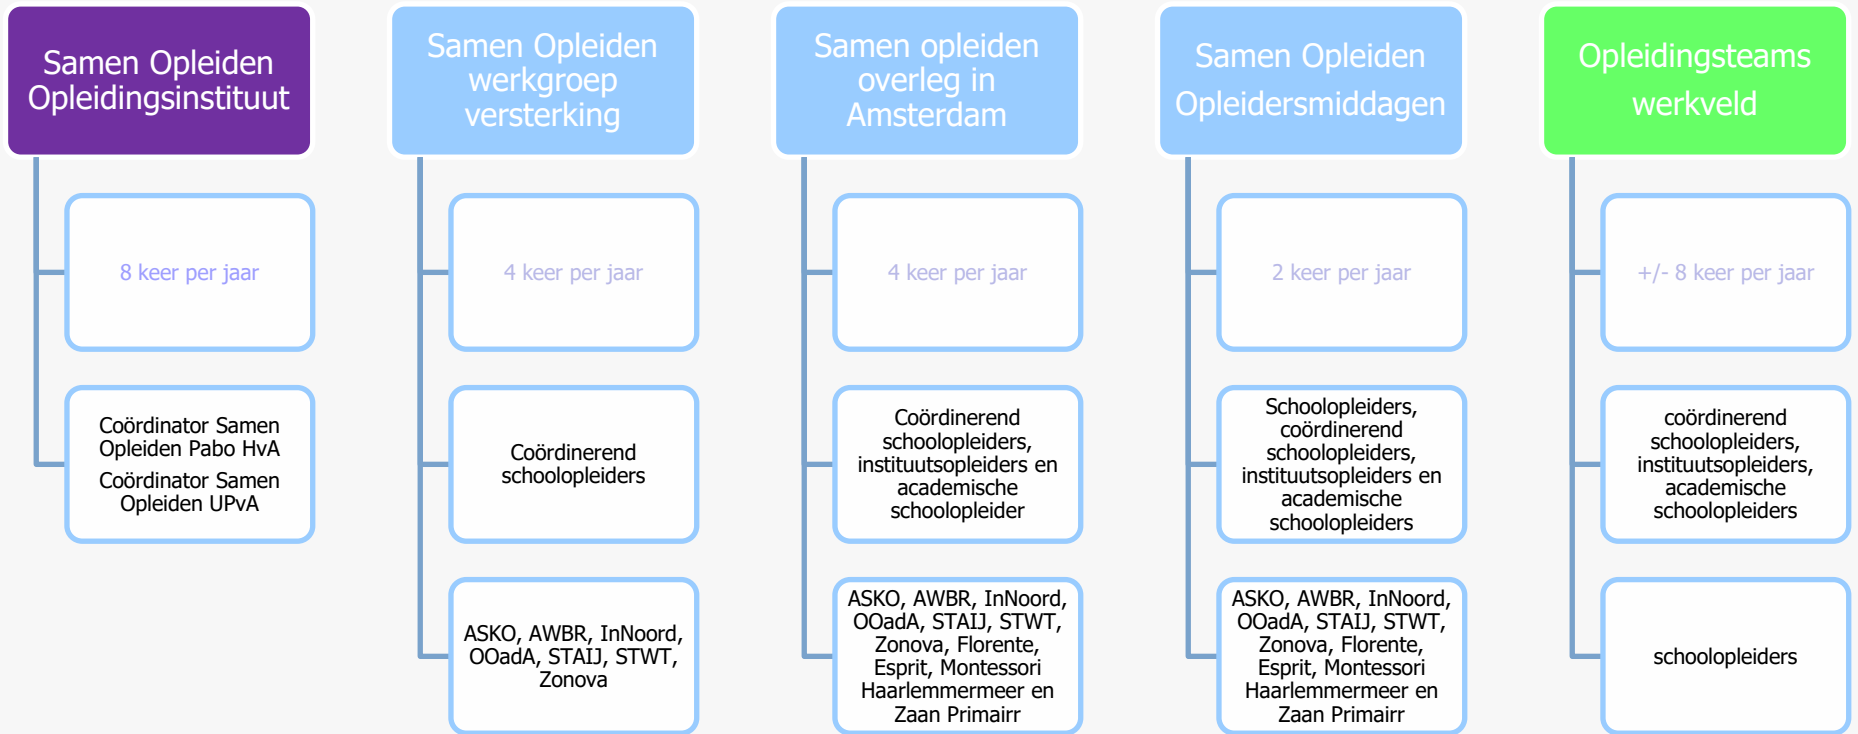 Samen Opleiden
Opleidingsinstituut
8 keer per jaar
Coördinator Samen
Opleiden Pabo HvA
Coördinator Samen
Opleiden UPvA
Samen Opleiden
werkgroep
versterking
4 keer per jaar
Coördinerend
schoolopleiders
ASKO, AWBR, InNoord,
OOadA, STAIJ, STWT,
Zonova
Samen opleiden
overleg in
Amsterdam
4 keer per jaar
Coördinerend
schoolopleiders,
instituutsopleiders en
academische
schoolopleider
ASKO, AWBR, InNoord,
OOadA, STAIJ, STWT,
Zonova, Florente,
Esprit, Montessori
Haarlemmermeer en
Zaan Primairr
Samen Opleiden
Opleidersmiddagen
2 keer per jaar
Schoolopleiders,
coördinerend
schoolopleiders,
instituutsopleiders en
academische
schoolopleiders
ASKO, AWBR, InNoord,
OOadA, STAIJ, STWT,
Zonova, Florente,
Esprit, Montessori
Haarlemmermeer en
Zaan Primairr
Opleidingsteams
werkveld
+/- 8 keer per jaar
coördinerend
schoolopleiders,
instituutsopleiders,
academische
schoolopleiders
schoolopleiders